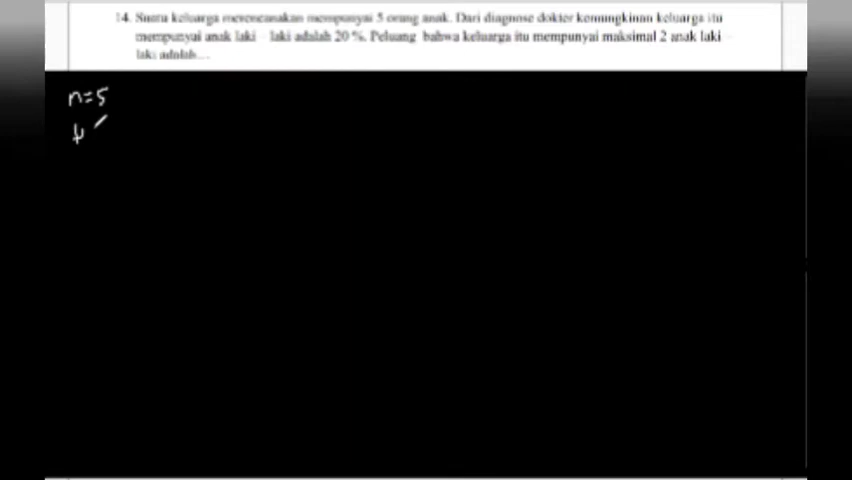 14. Suatu keluarga merencanakan mempunyai 5 orang anak. Dari diagnose dokter kemungkinan keluarga itu
mempunyai anak laki – laki adalah 20 %. Peluang bahwa keluarga itu mempunyai maksimal 2 anak laki –
laki adalah…
n=5